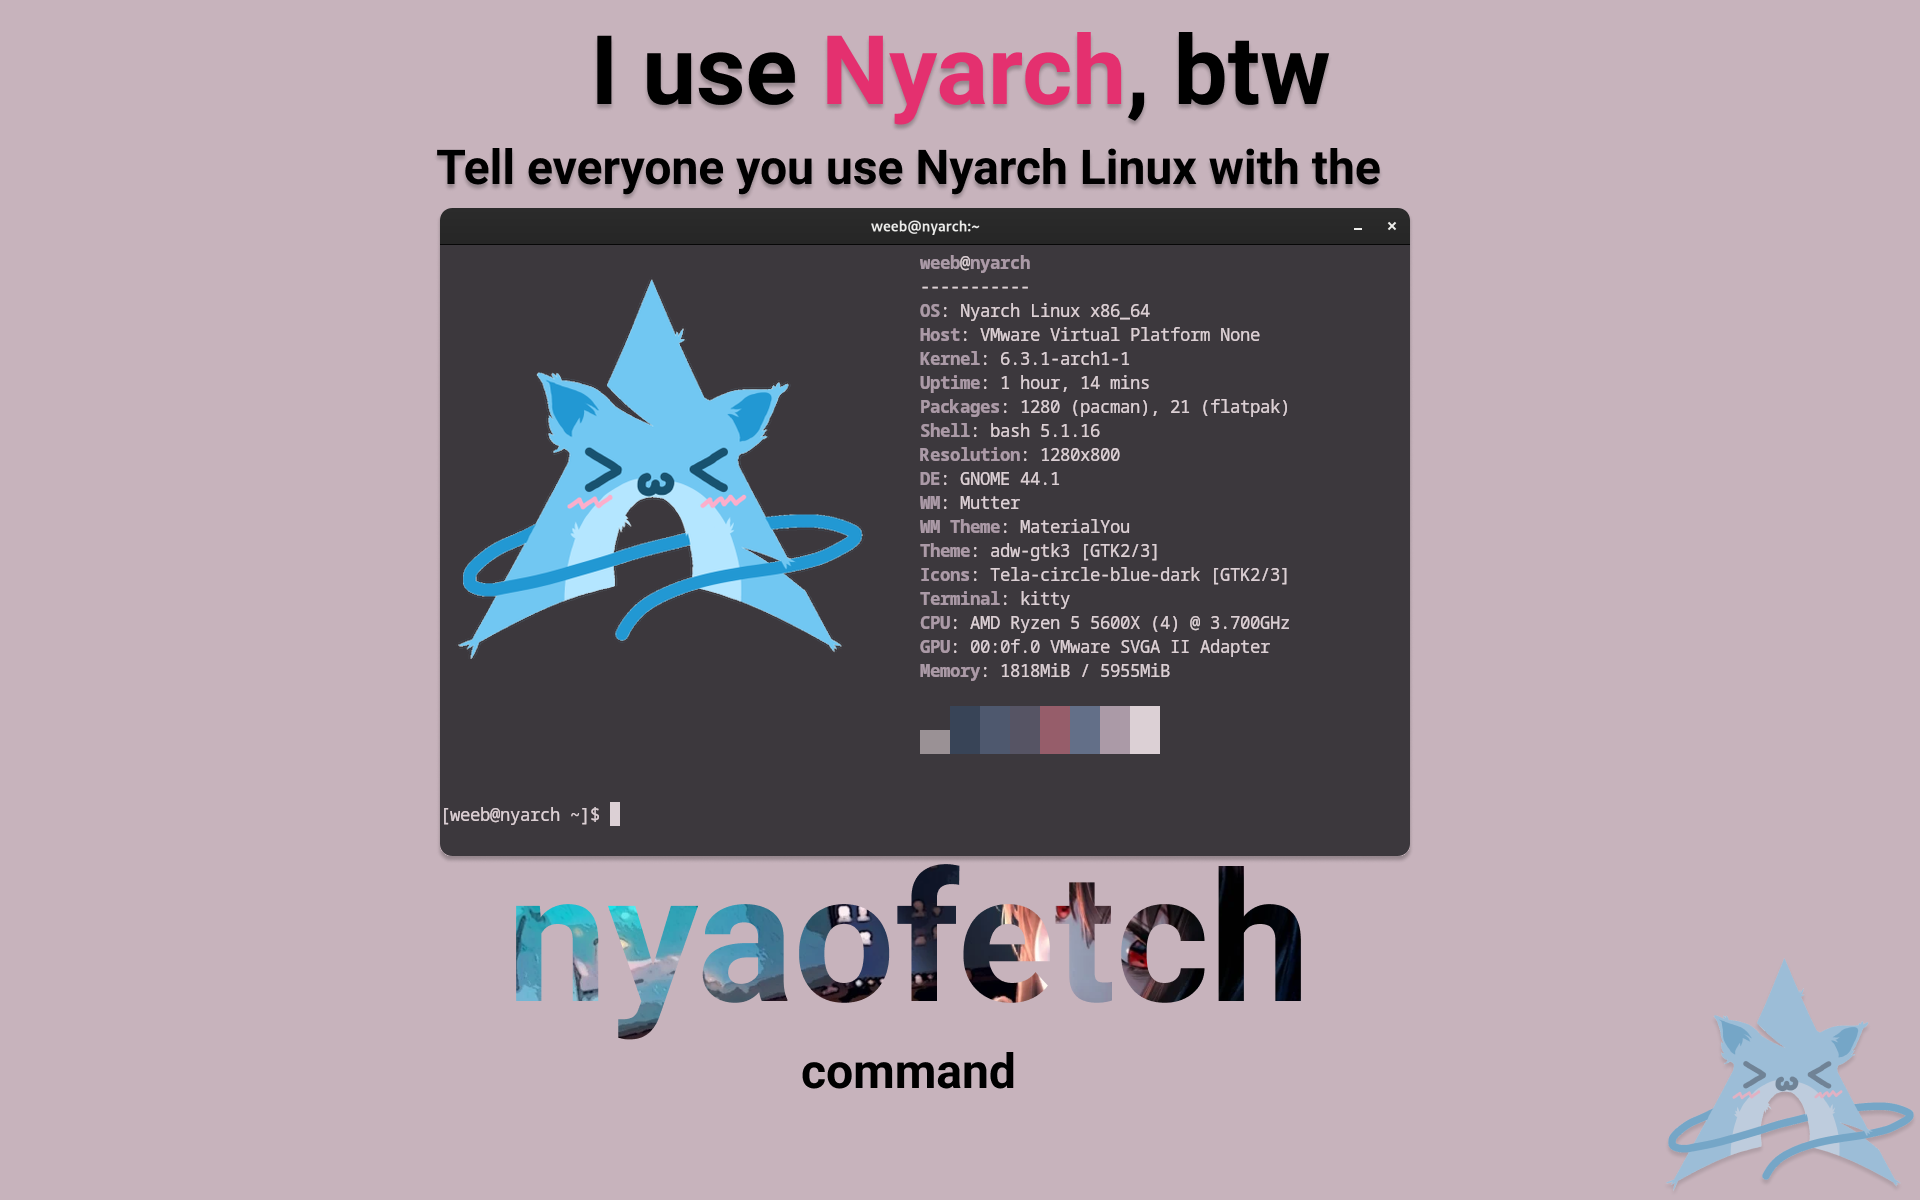 I use Nyarch, btw
Tell everyone you use Nyarch Linux with the
weeb@nyarch:~
weeb@nyarch
-----------
OS: Nyarch Linux x86_64
Host: VMware Virtual Platform None
Kernel: 6.3.1-arch1-1
Uptime: 1 hour, 14 mins
Packages: 1280 (pacman), 21 (flatpak)
Shell: bash 5.1.16
Resolution: 1280x800
DE: GNOME 44.1
WM: Mutter
WM Theme: MaterialYou
Theme: adw-gtk3 [GTK2/3]
Icons: Tela-circle-blue-dark [GTK2/3]
Terminal: kitty
CPU: AMD Ryzen 5 5600X (4) @ 3.700GHz
GPU: 00:0f.0 VMware SVGA II Adapter
Memory: 1818MiB / 5955MiB
[weeb@nyarch ~]$
nyaofetch
command